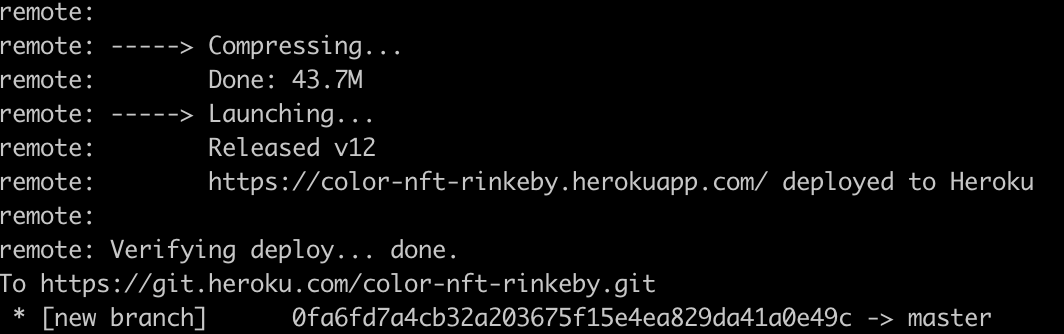 remote:
remote: -----> Compressing...
remote:        Done: 43.7M
remote: -----> Launching...
remote:        Released v12
remote:        https://color-nft-rinkeby.herokuapp.com/ deployed to Heroku
remote:
remote: Verifying deploy... done.
To https://git.heroku.com/color-nft-rinkeby.git
 * [new branch]      0fa6fd7a4cb32a203675f15e4ea829da41a0e49c -> master